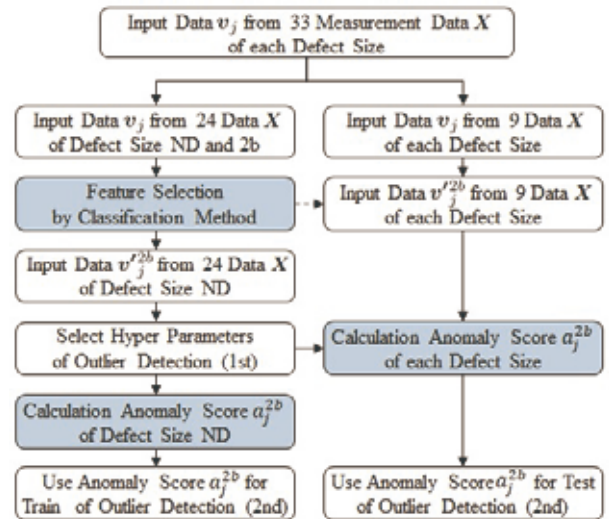 Input Data v_j from 33 Measurement Data X
of each Defect Size
Input Data v_j from 24 Data X
of Defect Size ND and 2b
Input Data v_j from 9 Data X
of each Defect Size
Feature Selection
by Classification Method
Input Data v'_j^{2b} from 9 Data X
of each Defect Size
Input Data v'_j^{2b} from 24 Data X
of Defect Size ND
Select Hyper Parameters
of Outlier Detection (1st)
Calculation Anomaly Score a_j^{2b}
of each Defect Size
Calculation Anomaly Score a_j^{2b}
of Defect Size ND
Use Anomaly Score a_j^{2b} for
Train of Outlier Detection (2nd)
Use Anomaly Score a_j^{2b} for Test
of Outlier Detection (2nd)